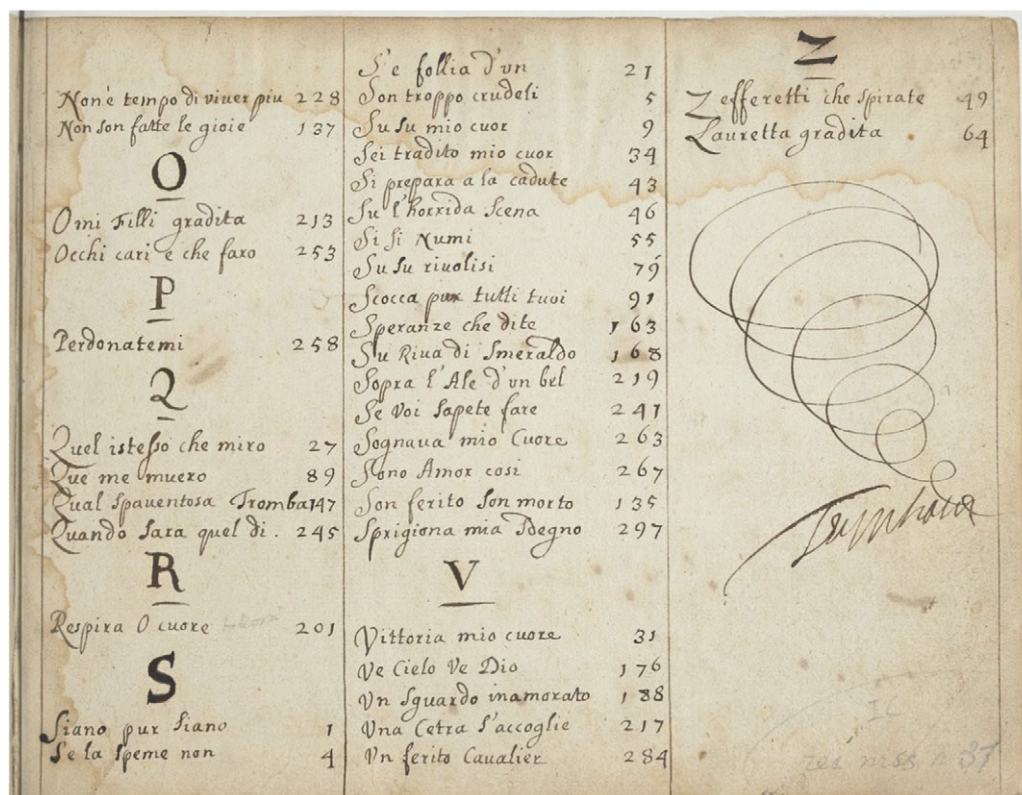 Non è tempo di viver piu 228
Non son fatte le gioie 137
O
O mi Filli gradita 213
Occhi cari e che faro 253
P
Perdonatemi 258
Q
Quel istesso che miro 27
Que me muero 89
Qual spauentosa Tromba 147
Quando sara quel di . 245
R
Respira O cuore 201
S
Siano pur siano 1
Se la speme non 4
S'e follia d'vn 21
Son troppo crudeli 5
Su su mio cuor 9
Sei tradito mio cuor 34
Si prepara a la cadute 43
Su l'horrida scena 46
Si si Numi 55
Su su riuolisi 79
Scocca pur tutti tuoi 91
Speranze che dite 163
Su Riua di smeraldo 168
Sopra l'Ale d'vn bel 219
Se voi sapete fare 241
Sognaua mio Cuore 263
Sono Amor cosi 267
Son ferito son morto 135
Sprigiona mia sdegno 297
V
Vittoria mio cuore 31
Ve Cielo Ve Dio 176
Vn sguardo inamorato 188
Vna Cetra s'accoglie 217
Vn ferito Caualier 284
Z
Zefferetti che spirate 49
Lauretta gradita 64
res mss n 37